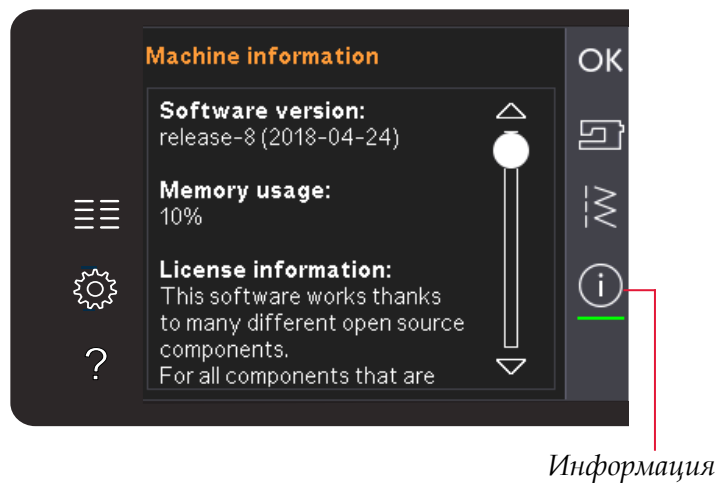 Machine information
OK
Software version:
release-8 (2018-04-24)
Memory usage:
10%
License information:
This software works thanks
to many different open source
components.
For all components that are
?
i
Информация